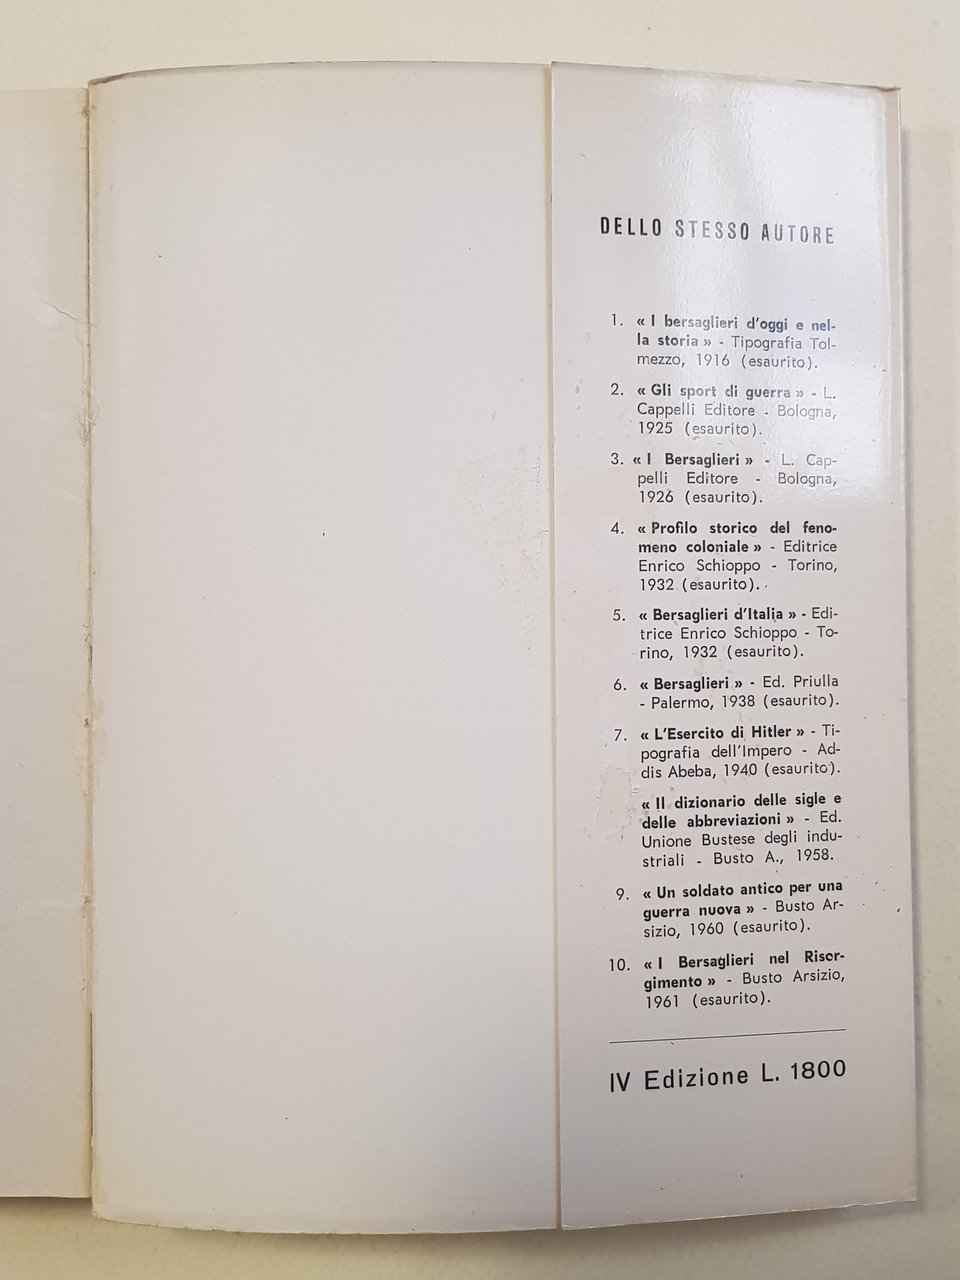 DELLO STESSO AUTORE
1. « I bersaglieri d'oggi e nel-
la storia » - Tipografia Tol-
mezzo, 1916 (esaurito).
2. « Gli sport di guerra » - L.
Cappelli Editore - Bologna,
1925 (esaurito).
3. « I Bersaglieri » - L. Cap-
pelli Editore - Bologna,
1926 (esaurito).
4. « Profilo storico del feno-
meno coloniale » - Editrice
Enrico Schioppo - Torino,
1932 (esaurito).
5. « Bersaglieri d'Italia » - Edi-
trice Enrico Schioppo - To-
rino, 1932 (esaurito).
6. « Bersaglieri » - Ed. Priulla
- Palermo, 1938 (esaurito).
7. « L'Esercito di Hitler » - Ti-
pografia dell'Impero - Ad-
dis Abeba, 1940 (esaurito).
« Il dizionario delle sigle e
delle abbreviazioni » - Ed.
Unione Bustese degli indu-
striali - Busto A., 1958.
9. « Un soldato antico per una
guerra nuova » - Busto Ar-
sizio, 1960 (esaurito).
10. « I Bersaglieri nel Risor-
gimento » - Busto Arsizio,
1961 (esaurito).
IV Edizione L. 1800